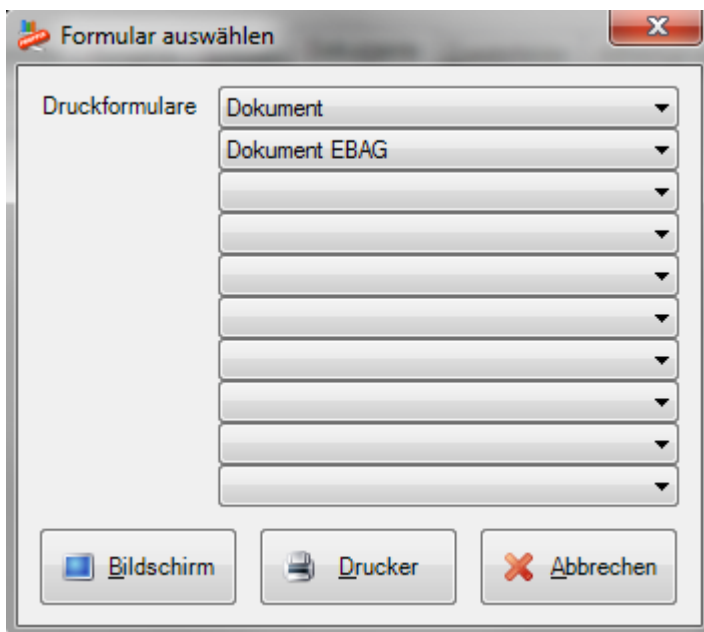 Formular auswählen
Druckformulare
Dokument
Dokument EBAG
Bildschirm
Drucker
Abbrechen